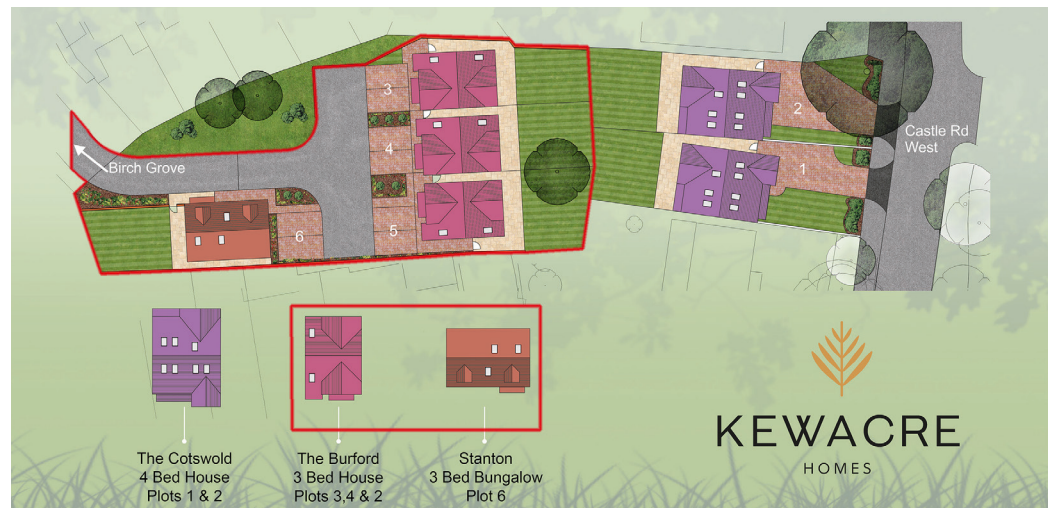 3
2
Castle Rd
West
4
Birch Grove
1
6
5
The Cotswold
4 Bed House
Plots 1 & 2
The Burford
3 Bed House
Plots 3,4 & 2
Stanton
3 Bed Bungalow
Plot 6
KEWACRE
HOMES